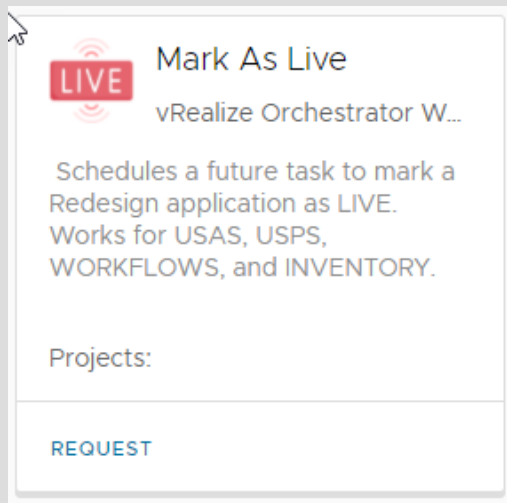 LIVE
Mark As Live
vRealize Orchestrator W...
Schedules a future task to mark a
Redesign application as LIVE.
Works for USAS, USPS,
WORKFLOWS, and INVENTORY.
Projects:
REQUEST